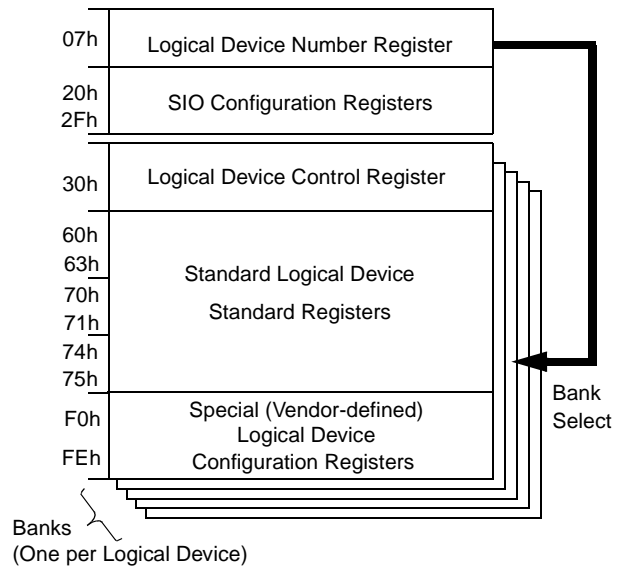 07h
Logical Device Number Register
20h
2Fh
SIO Configuration Registers
30h
Logical Device Control Register
60h
63h
70h
71h
74h
75h
Standard Logical Device
Standard Registers
F0h
FEh
Special (Vendor-defined)
Logical Device
Configuration Registers
Bank
Select
Banks
(One per Logical Device)